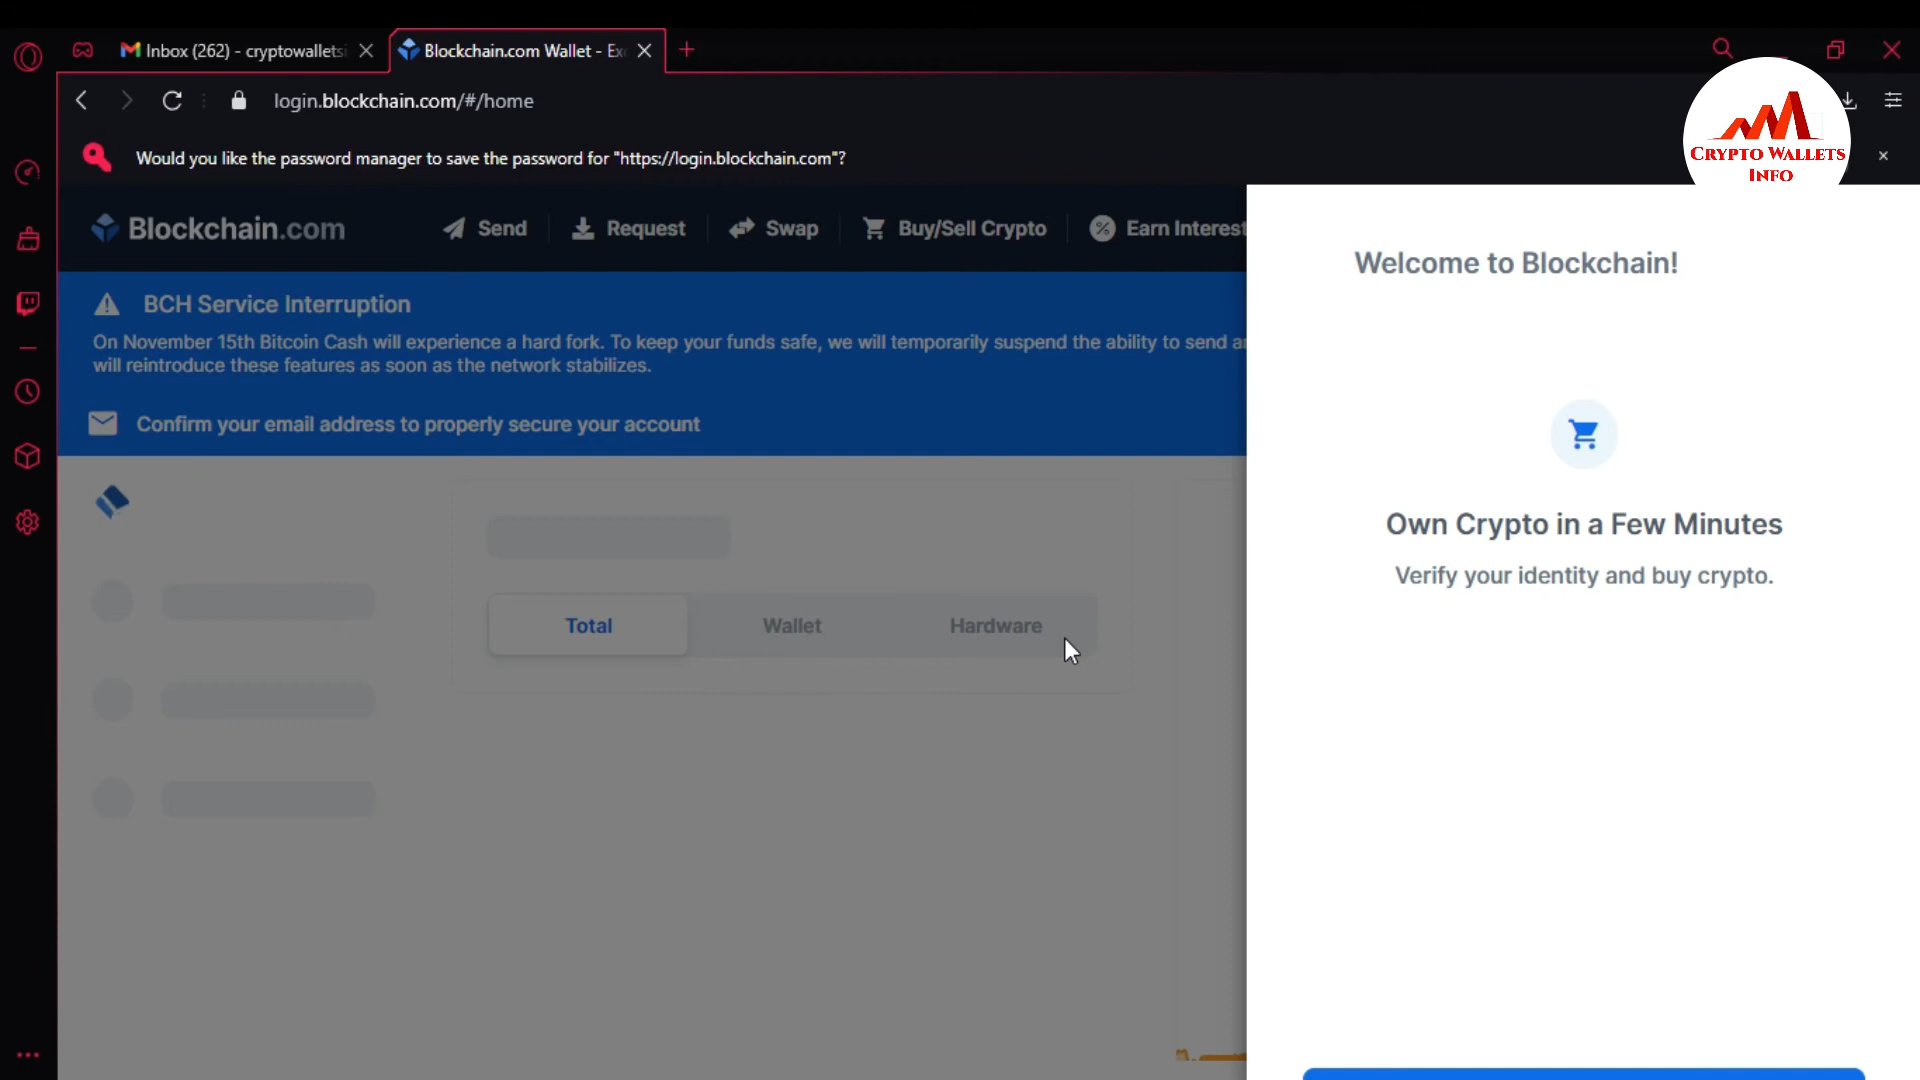 Inbox (262) - cryptowallets
Blockchain.com Wallet - Ex
login.blockchain.com/#/home
Would you like the password manager to save the password for "https://login.blockchain.com"?
CRYPTO WALLETS
INFO
Blockchain.com
Send
Request
Swap
Buy/Sell Crypto
Earn Interest
BCH Service Interruption
On November 15th Bitcoin Cash will experience a hard fork. To keep your funds safe, we will temporarily suspend the ability to send
will reintroduce these features as soon as the network stabilizes.
Confirm your email address to properly secure your account
Total
Wallet
Hardware
Welcome to Blockchain!
Own Crypto in a Few Minutes
Verify your identity and buy crypto.